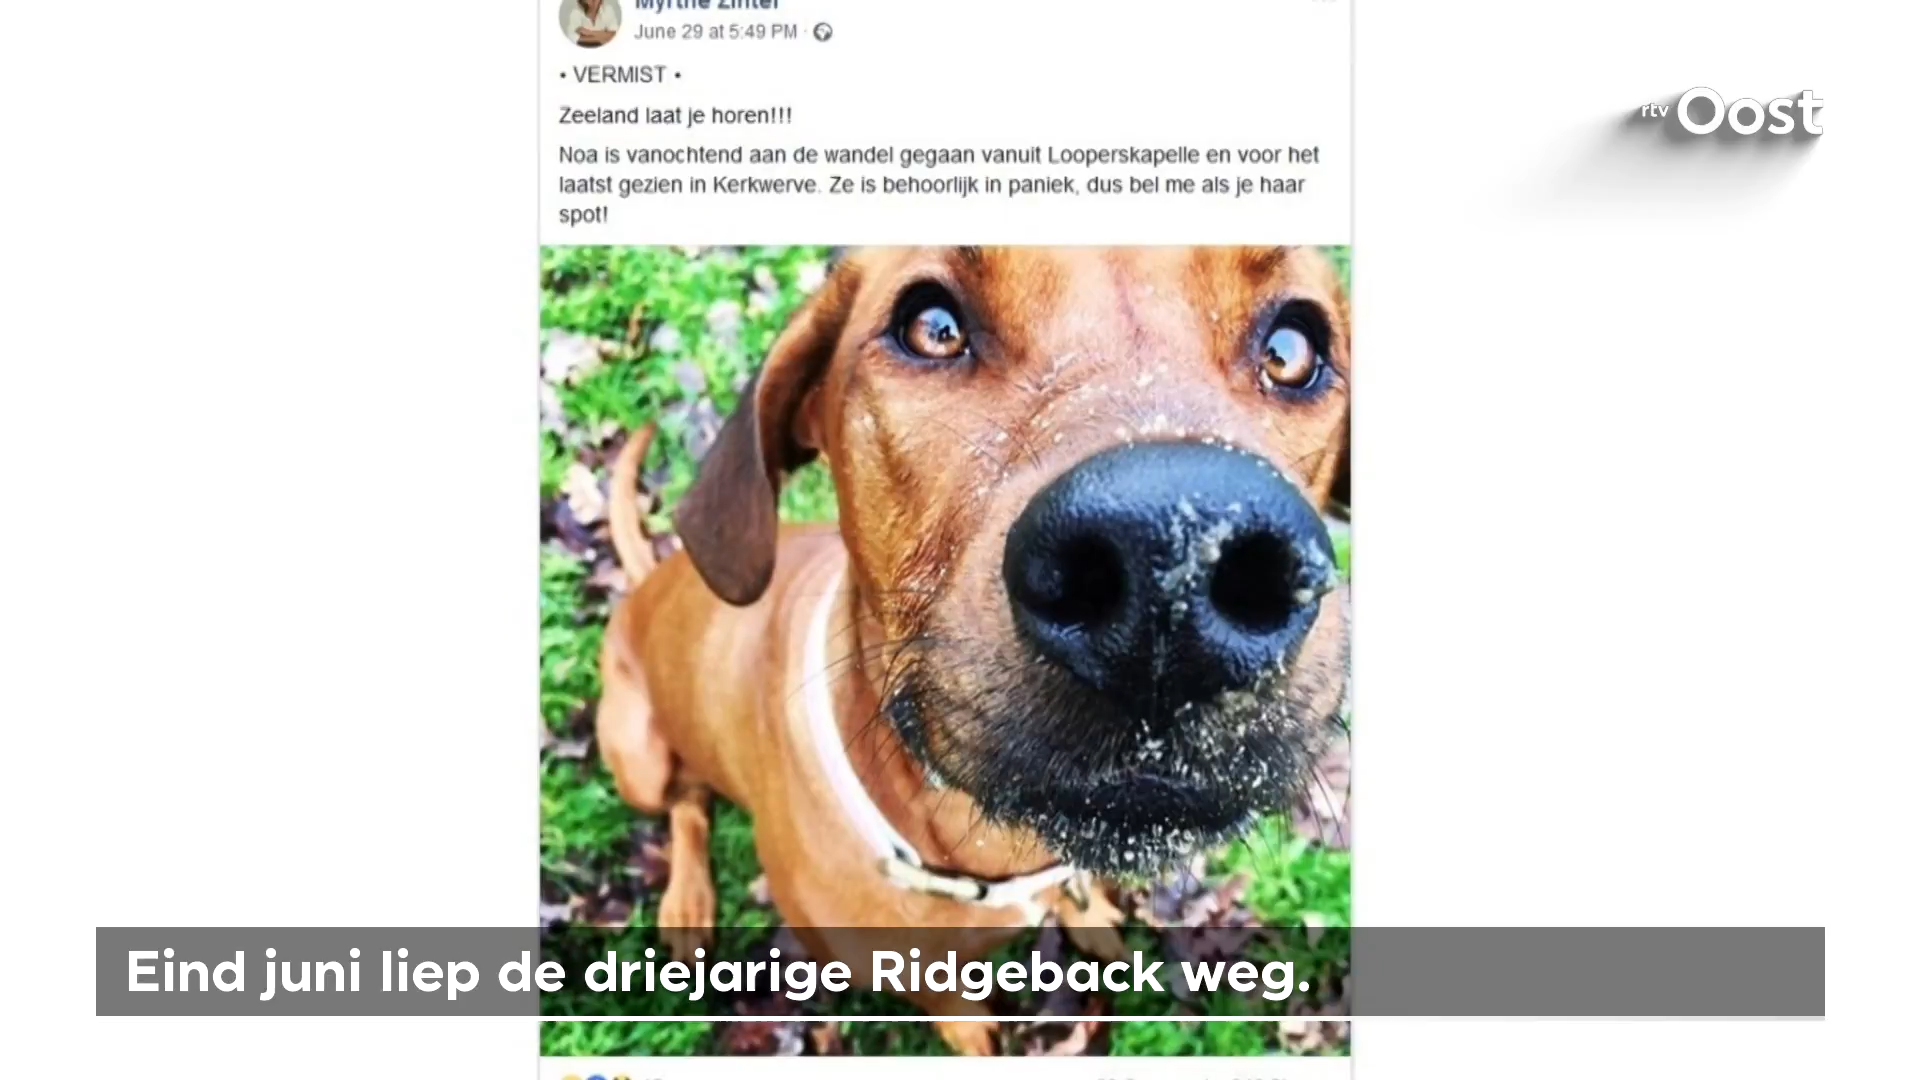 June 29 at 5:49 PM ·
• VERMIST •
Zeeland laat je horen!!!
Noa is vanochtend aan de wandel gegaan vanuit Looperskapelle en voor het
laatst gezien in Kerkwerve. Ze is behoorlijk in paniek, dus bel me als je haar
spot!
rtv Oost
Eind juni liep de driejarige Ridgeback weg.